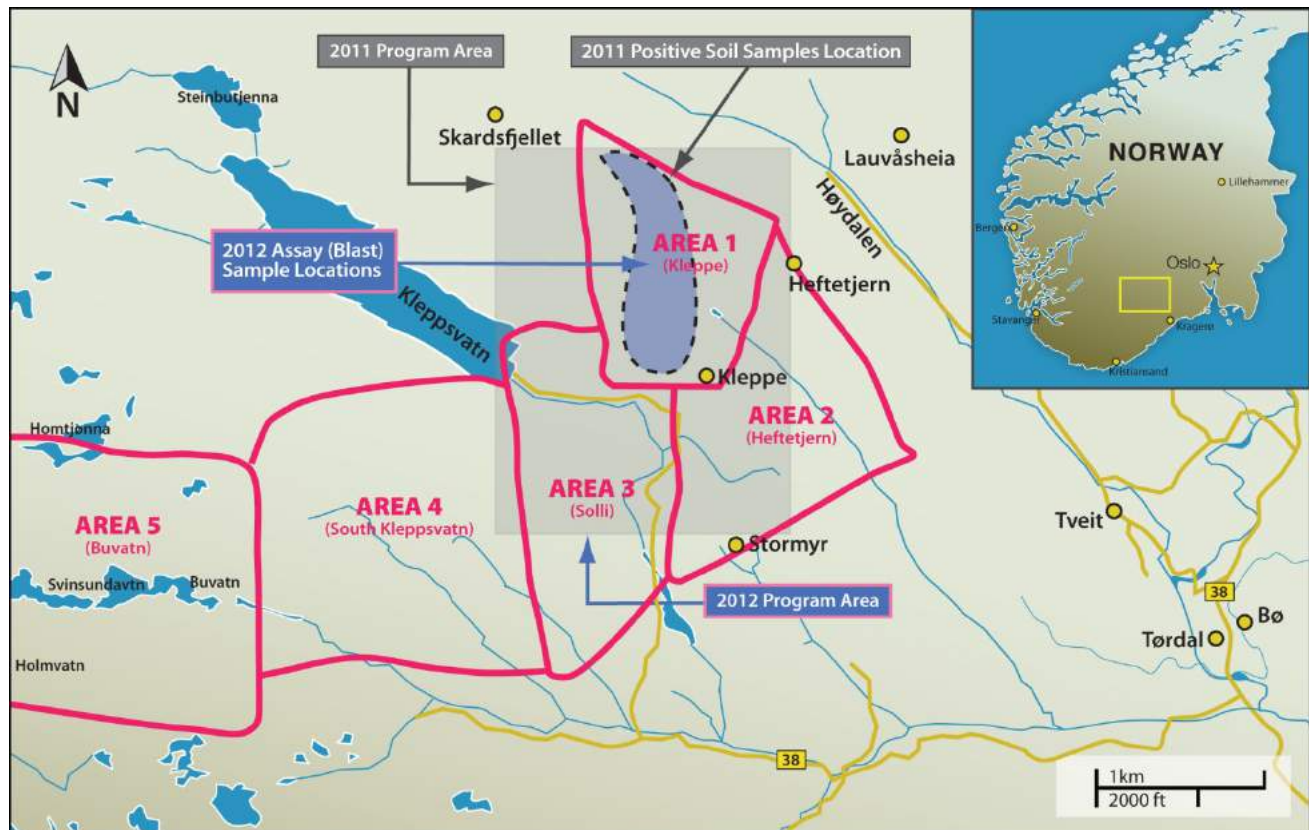 2011 Program Area
2011 Positive Soil Samples Location
N
Steinbutjenna
Skardsfjellet
Lauvåsheia
Høydalen
2012 Assay (Blast)
Sample Locations
AREA 1
(Kleppe)
Heftetjern
Kleppsvatn
Kleppe
AREA 2
(Heftetjern)
Homtjonna
AREA 3
(Solli)
AREA 4
(South Kleppsvatn)
AREA 5
(Buvatn)
Stormyr
Svinsundavtn
Buvatn
2012 Program Area
Holmvatn
Tveit
38
Bø
Tørdal
38
1km
2000 ft
NORWAY
Lillehammer
Bergen
Oslo
Stavanger
Kragerø
Kristiansand